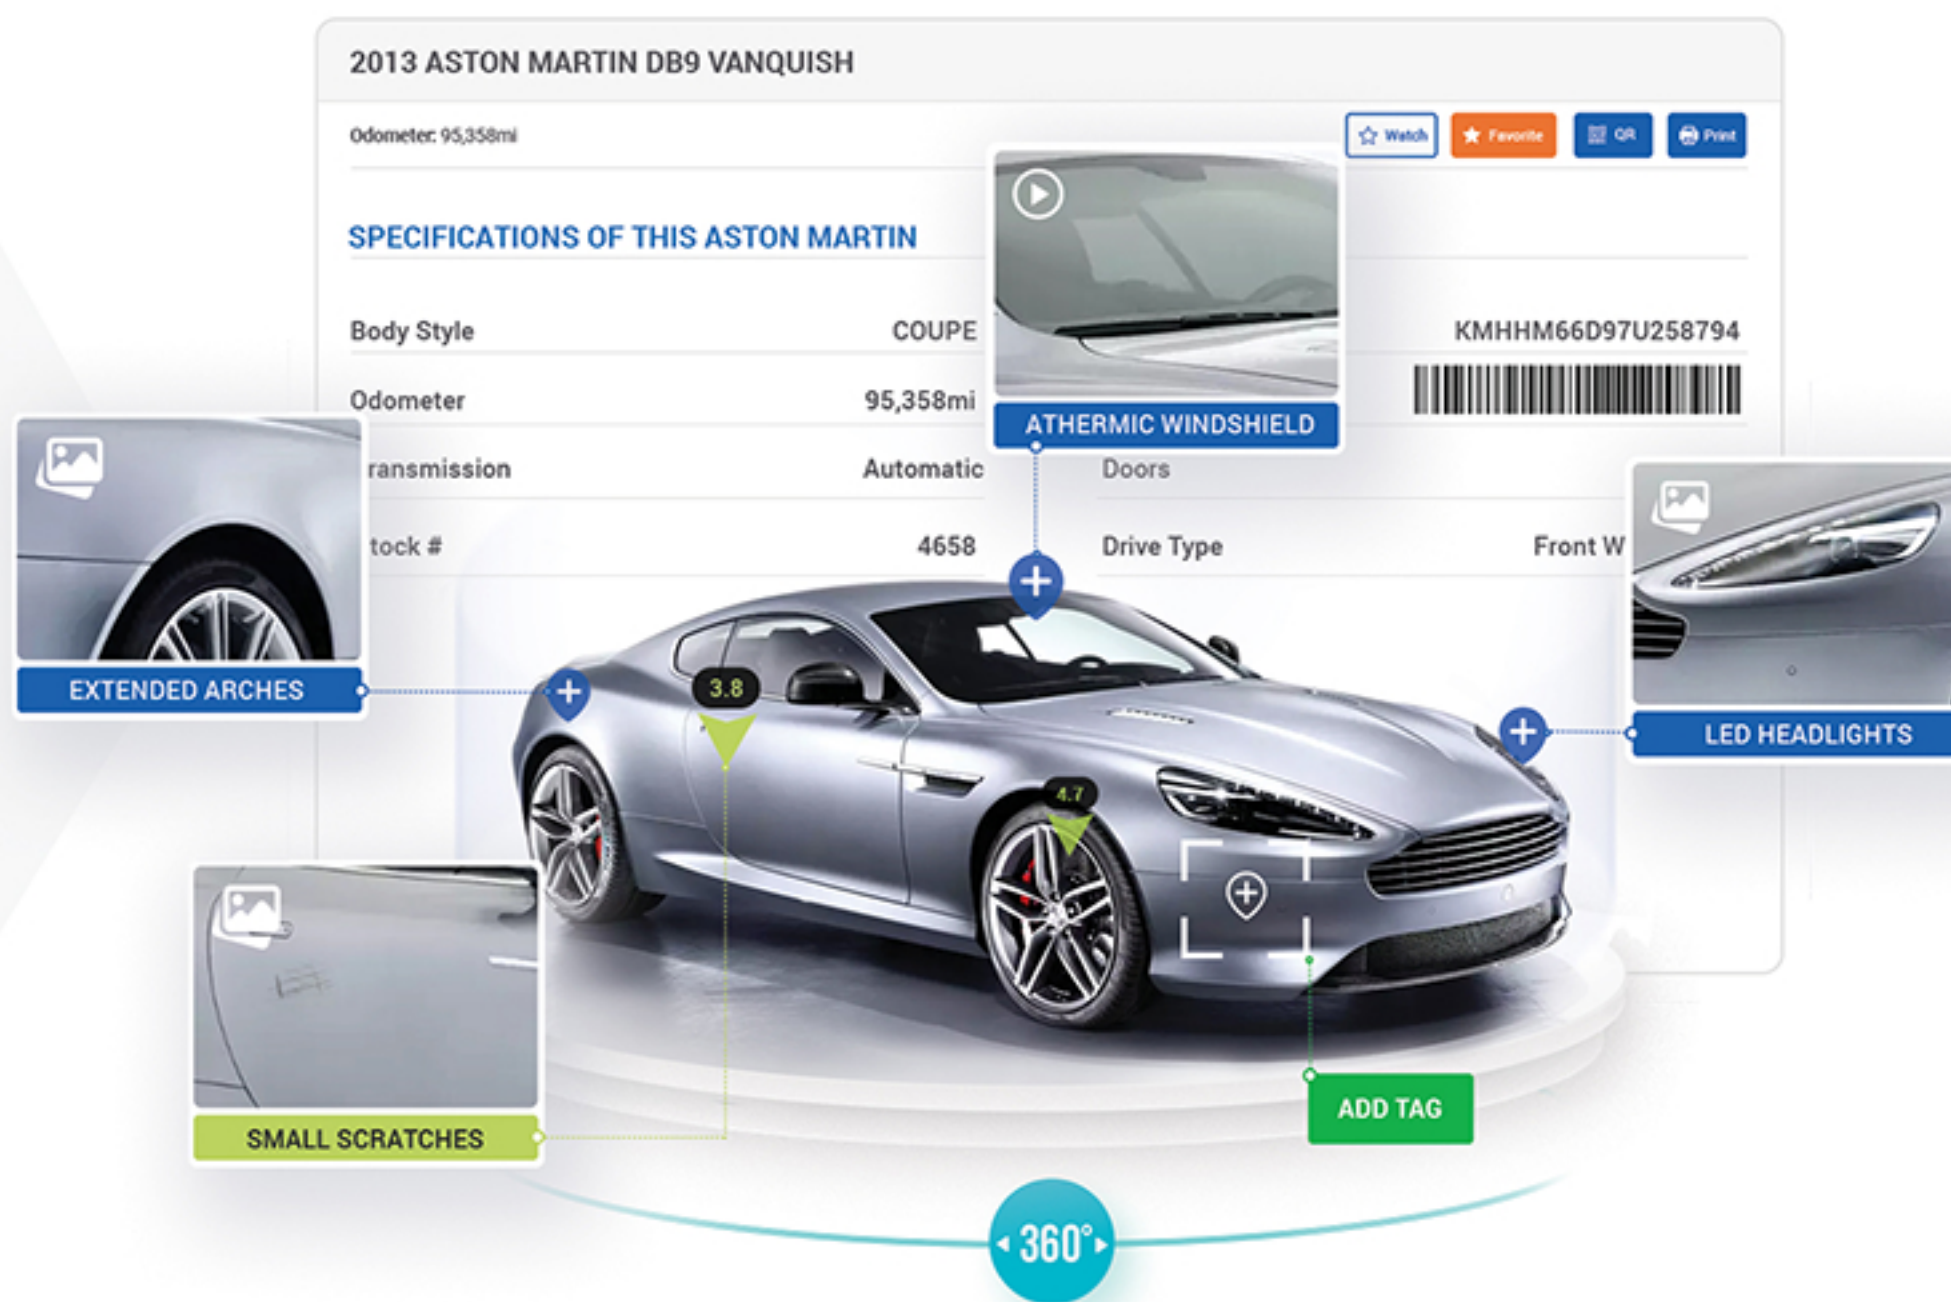 2013 ASTON MARTIN DB9 VANQUISH
Odometer: 95,358mi
Watch
Favorite
QR
Print
SPECIFICATIONS OF THIS ASTON MARTIN
Body Style COUPE
KMHHM66D97U258794
Odometer 95,358mi
ATHERMIC WINDSHIELD
ransmission Automatic
Doors
tock # 4658
Drive Type Front W
EXTENDED ARCHES
3.8
LED HEADLIGHTS
4.7
SMALL SCRATCHES
ADD TAG
360°